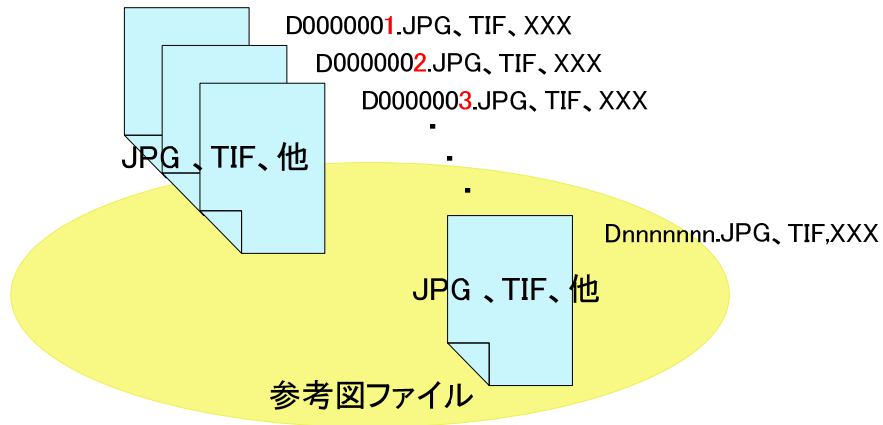 D0000001.JPG、TIF、XXX
D0000002.JPG、TIF、XXX
D0000003.JPG、TIF、XXX
JPG 、TIF、他
・
・
・
Dnnnnnnn.JPG、TIF,XXX
JPG 、TIF、他
参考図ファイル